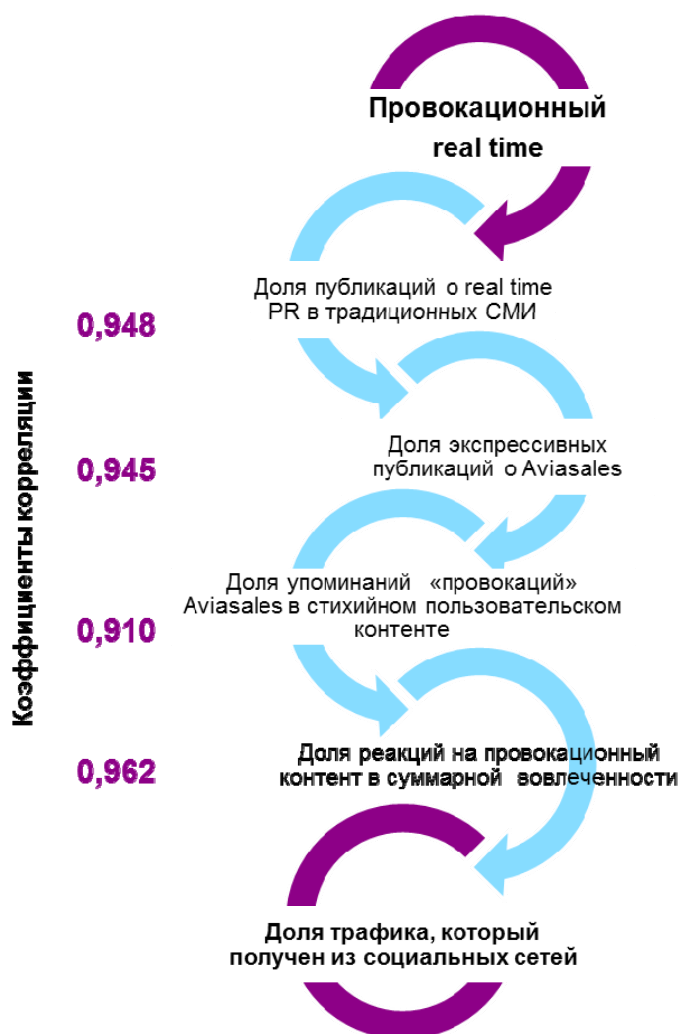 Провокационный
real time
Доля публикаций о real time
PR в традиционных СМИ
0,948
Доля экспрессивных
публикаций о Aviasales
0,945
Доля упоминаний «провокаций»
Aviasales в стихийном пользовательском
контенте
0,910
Доля реакций на провокационный
контент в суммарной вовлеченности
0,962
Доля трафика, который
получен из социальных сетей
Коэффициенты корреляции